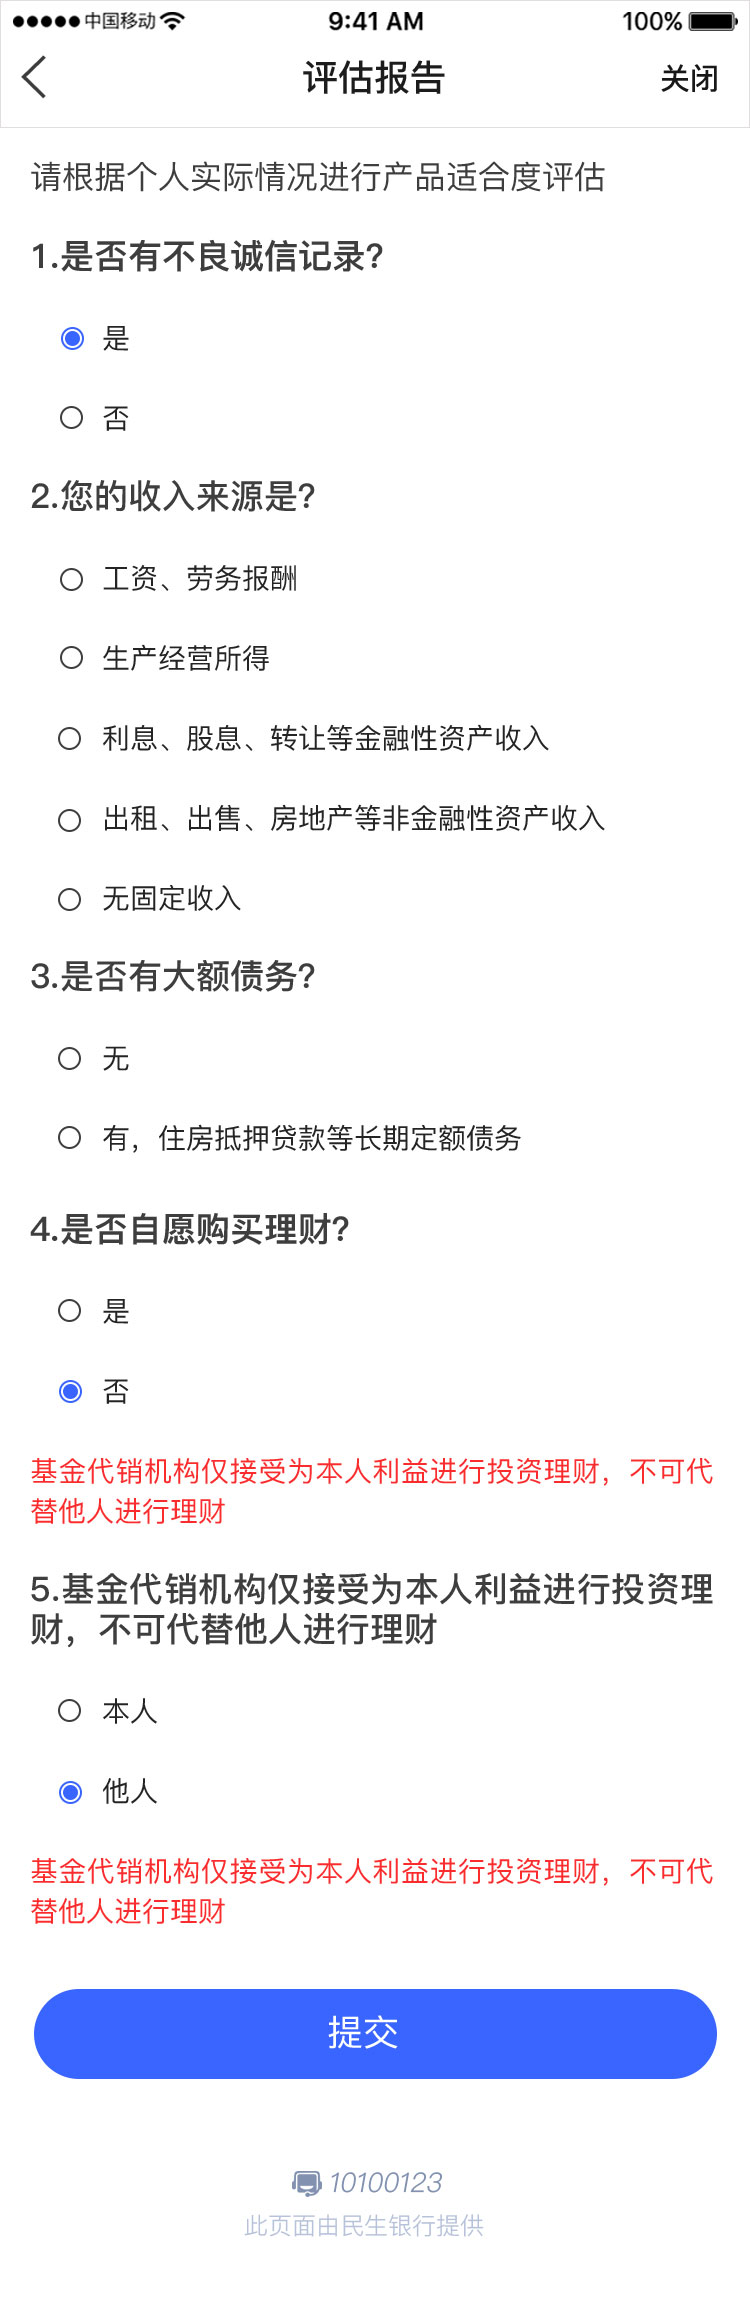 中国移动 9:41 AM 100%
评估报告 关闭
请根据个人实际情况进行产品适合度评估
1.是否有不良诚信记录?
是
否
2.您的收入来源是?
工资、劳务报酬
生产经营所得
利息、股息、转让等金融性资产收入
出租、出售、房地产等非金融性资产收入
无固定收入
3.是否有大额债务?
无
有，住房抵押贷款等长期定额债务
4.是否自愿购买理财?
是
否
基金代销机构仅接受为本人利益进行投资理财，不可代
替他人进行理财
5.基金代销机构仅接受为本人利益进行投资理
财，不可代替他人进行理财
本人
他人
基金代销机构仅接受为本人利益进行投资理财，不可代
替他人进行理财
提交
10100123
此页面由民生银行提供